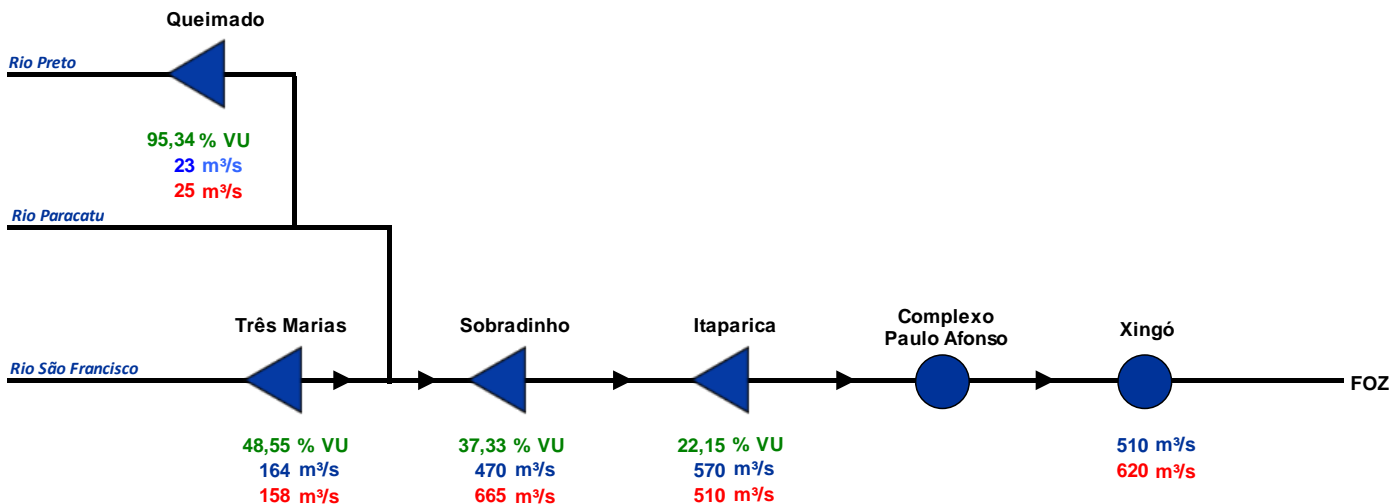 Queimado
Rio Preto
95,34 % VU
23 m³/s
25 m³/s
Rio Paracatu
Três Marias
Sobradinho
Itaparica
Complexo
Paulo Afonso
Xingó
Rio São Francisco
FOZ
48,55 % VU
164 m³/s
158 m³/s
37,33 % VU
470 m³/s
665 m³/s
22,15 % VU
570 m³/s
510 m³/s
510 m³/s
620 m³/s